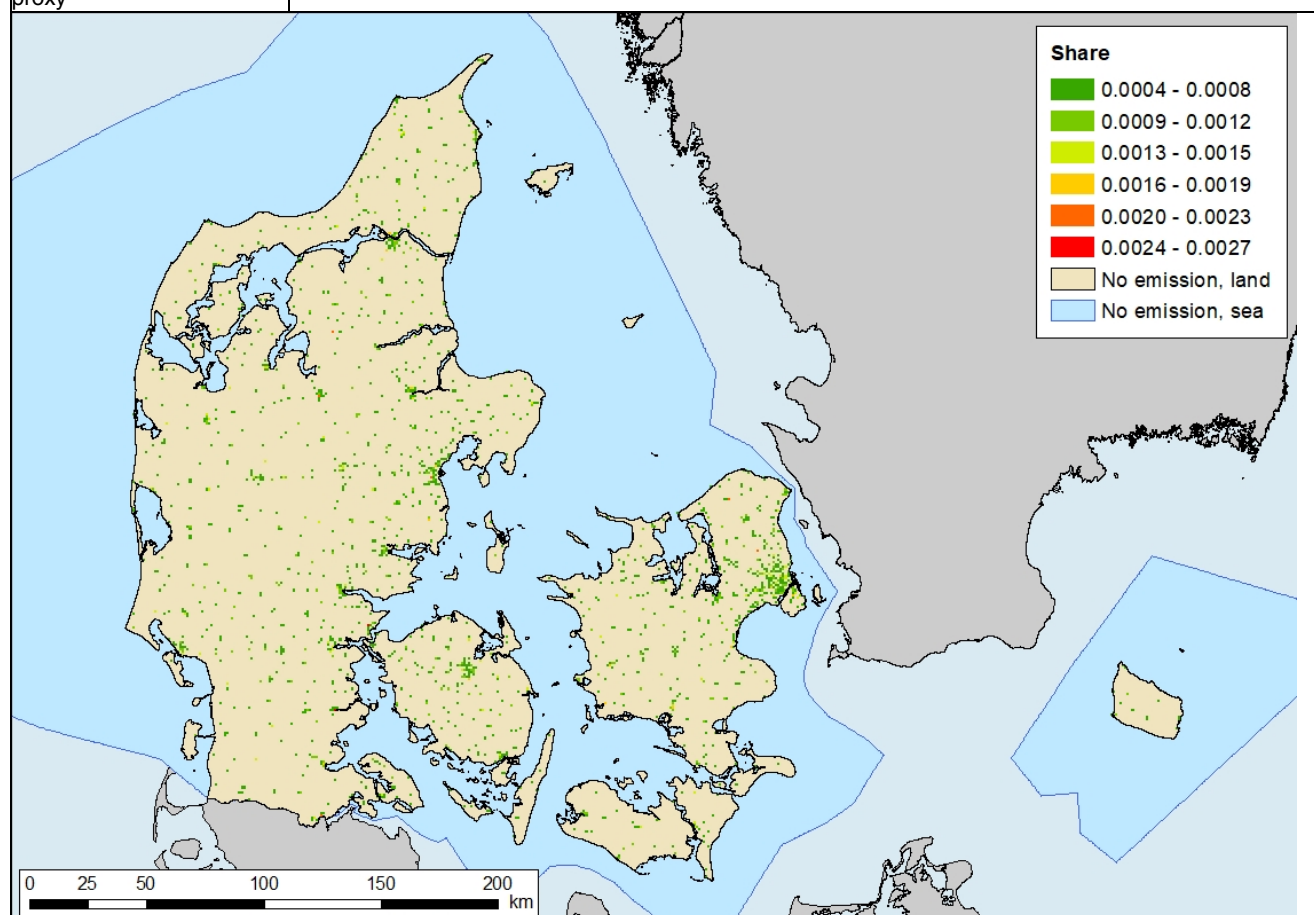 proxy
Share
0.0004 - 0.0008
0.0009 - 0.0012
0.0013 - 0.0015
0.0016 - 0.0019
0.0020 - 0.0023
0.0024 - 0.0027
No emission, land
No emission, sea
0 25 50 100 150 200
km